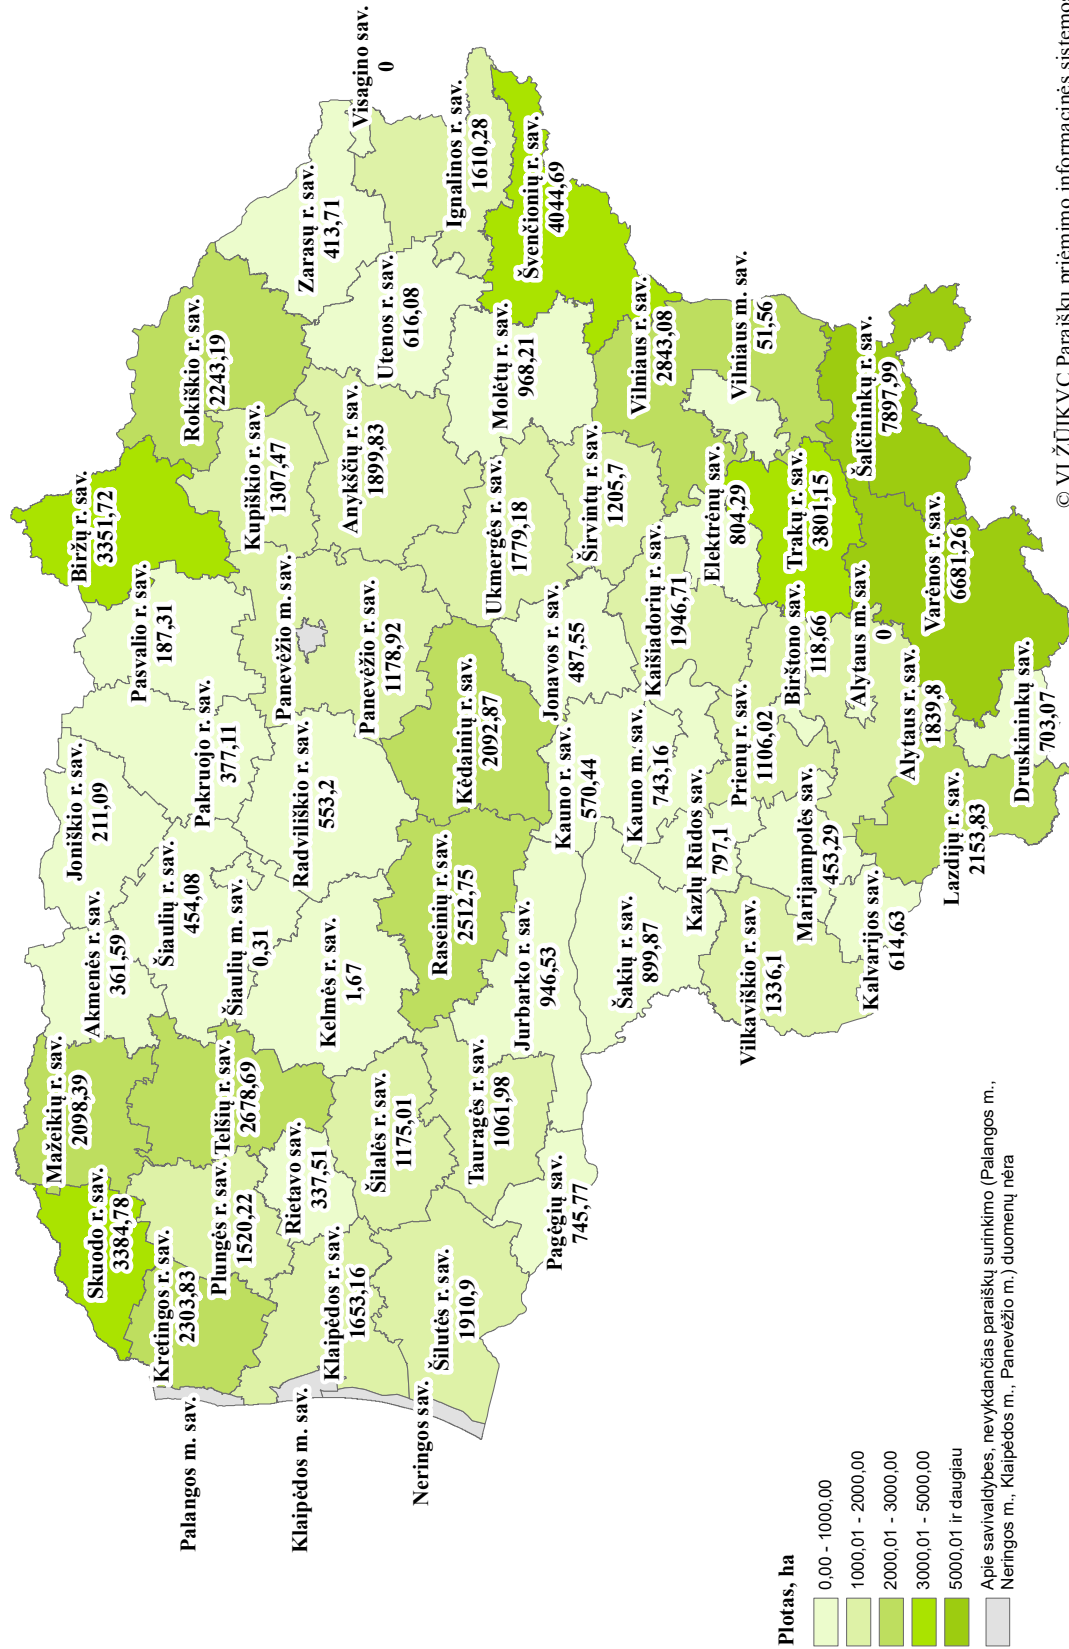 Skuodo r. sav.
3384,78
Mažeikių r. sav.
2098,39
Akmenės r. sav.
361,59
Joniškio r. sav.
211,09
Pasvalio r. sav.
187,31
Biržų r. sav.
3351,72
Rokiškio r. sav.
2243,19
Palangos m. sav.
Kretingos r. sav.
2303,83
Plungės r. sav.
1520,22
Telšių r. sav.
2678,69
Šiaulių r. sav.
454,08
Šiaulių m. sav.
0,31
Pakruojo r. sav.
377,11
Panevėžio m. sav.
Kupiškio r. sav.
1307,47
Zarasų r. sav.
413,71
Visagino sav.
0
Klaipėdos m. sav.
Klaipėdos r. sav.
1653,16
Rietavo sav.
337,51
Kelmės r. sav.
1,67
Radviliškio r. sav.
553,2
Panevėžio r. sav.
1178,92
Anykščių r. sav.
1899,83
Utenos r. sav.
616,08
Ignalinos r. sav.
1610,28
Neringos sav.
Šilutės r. sav.
1910,9
Šilalės r. sav.
1175,01
Tauragės r. sav.
1061,98
Raseinių r. sav.
2512,75
Kėdainių r. sav.
2092,87
Ukmergės r. sav.
1779,18
Molėtų r. sav.
968,21
Švenčionių r. sav.
4044,69
Pagėgių sav.
745,77
Jurbarko r. sav.
946,53
Kauno r. sav.
570,44
Jonavos r. sav.
487,55
Širvintų r. sav.
1205,7
Vilniaus r. sav.
2843,08
Šakių r. sav.
899,87
Kauno m. sav.
743,16
Kaišiadorių r. sav.
1946,71
Elektrėnų sav.
804,29
Vilniaus m. sav.
51,56
Kazlų Rūdos sav.
797,1
Prienų r. sav.
1106,02
Birštono sav.
118,66
Trakų r. sav.
3801,15
Vilkaviškio r. sav.
1336,1
Marijampolės sav.
453,29
Alytaus m. sav.
0
Šalčininkų r. sav.
7897,99
Kalvarijos sav.
614,63
Alytaus r. sav.
1839,8
Varėnos r. sav.
6681,26
Lazdijų r. sav.
2153,83
Druskininkų sav.
703,07
Plotas, ha
0,00 - 1000,00
1000,01 - 2000,00
2000,01 - 3000,00
3000,01 - 5000,00
5000,01 ir daugiau
Apie savivaldybes, nevykdančias paraiškų surinkimo (Palangos m.,
Neringos m., Klaipėdos m., Panevėžio m.) duomenų nėra
© VĮ ŽŪIKVC Paraiškų priėmimo informacinės sistemos